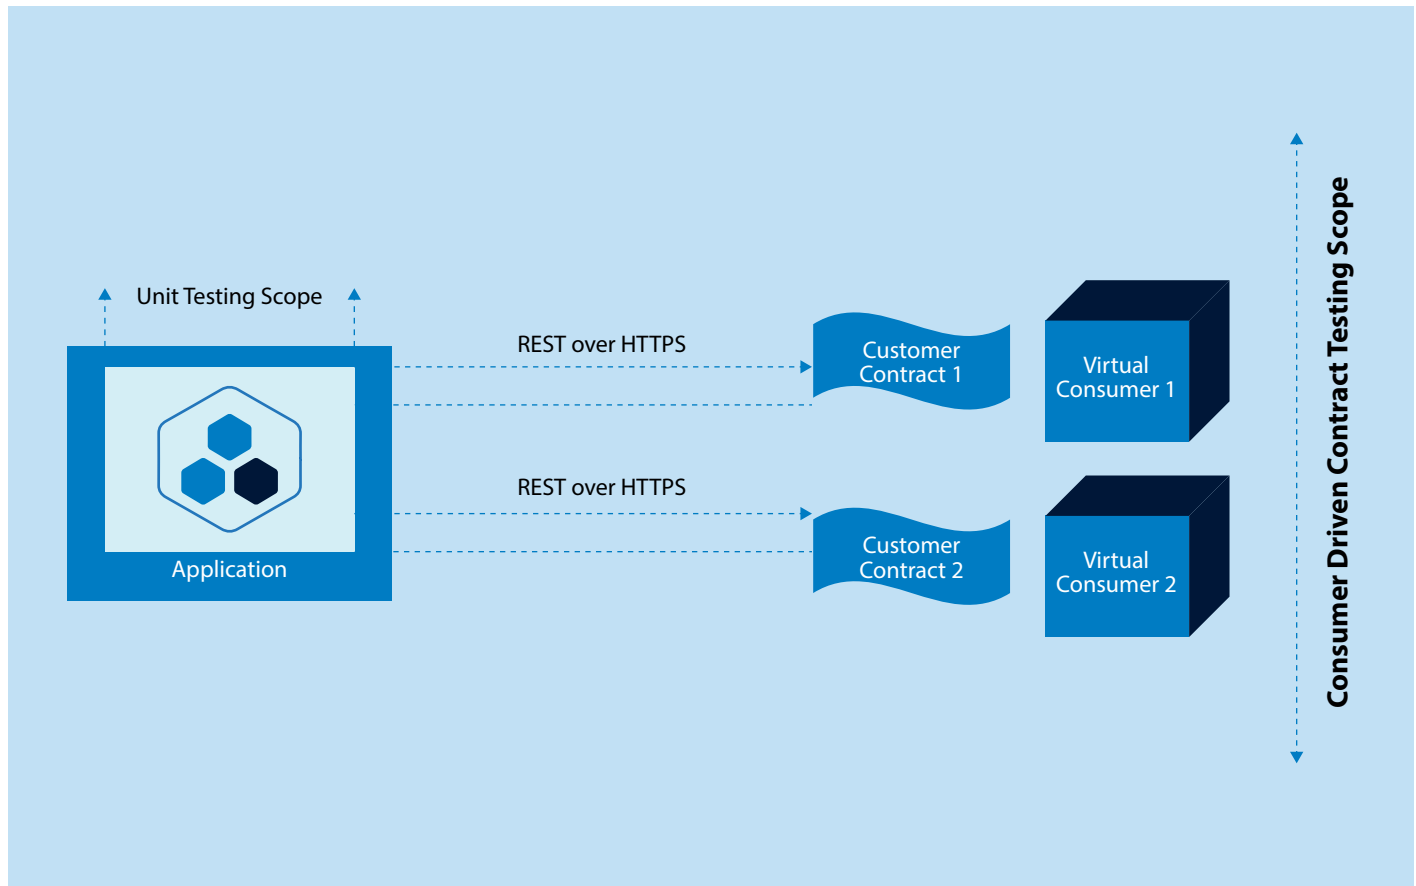 Unit Testing Scope
Application
REST over HTTPS
Customer
Contract 1
Virtual
Consumer 1
REST over HTTPS
Customer
Contract 2
Virtual
Consumer 2
Consumer Driven Contract Testing Scope